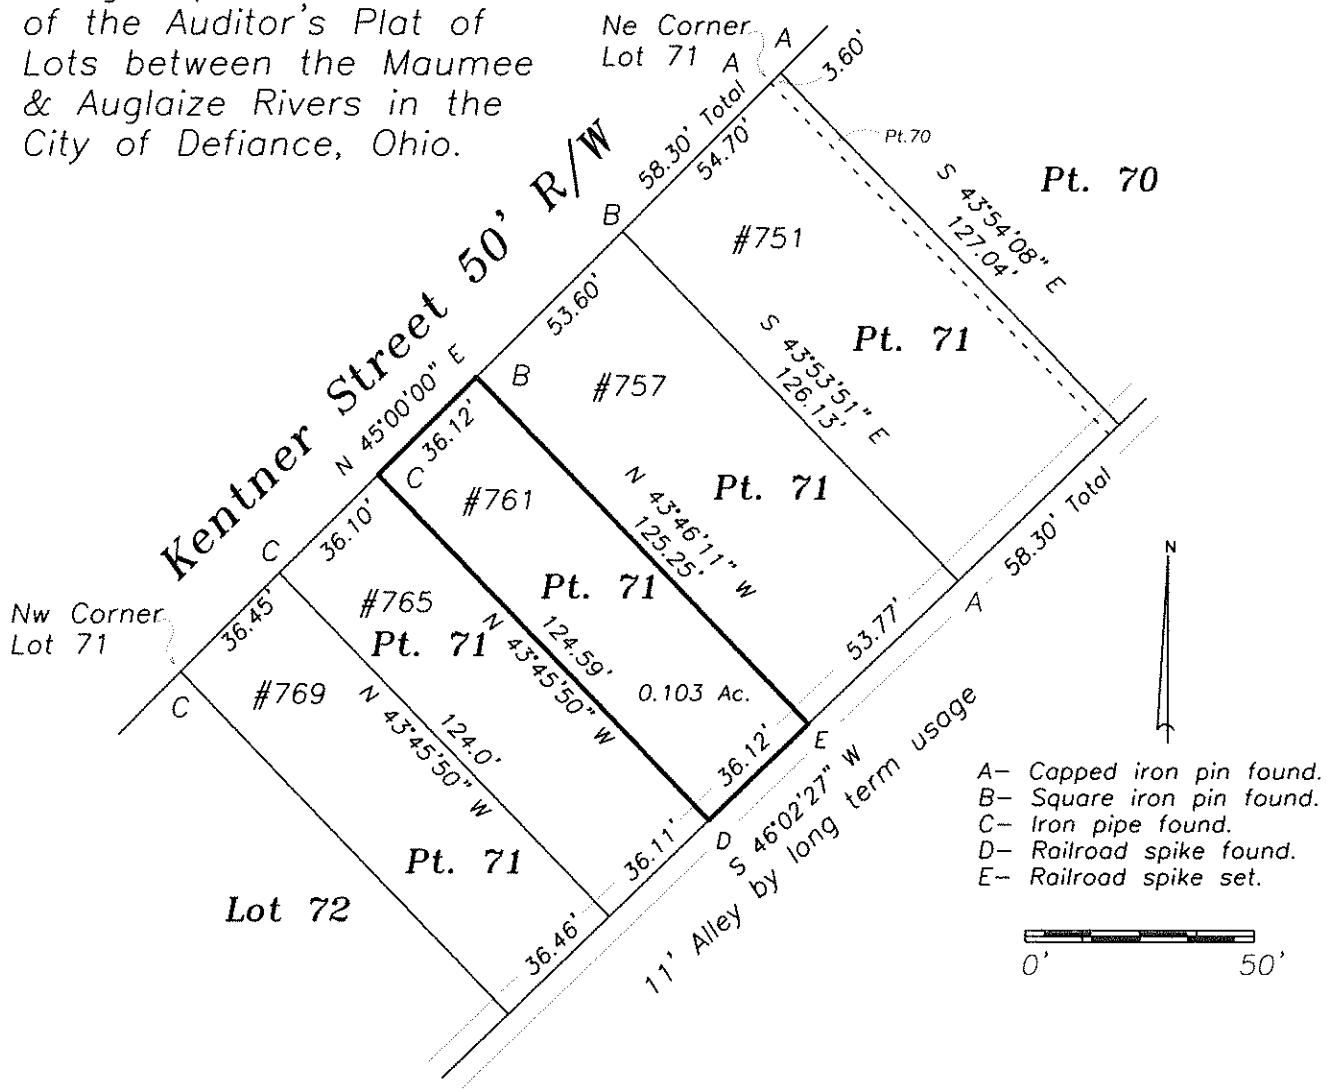 of the Auditor's Plat of
Lots between the Maumee
& Auglaize Rivers in the
City of Defiance, Ohio.
Ne Corner
Lot 71
A
A
3.60'
58.30' Total
54.70'
Pt.70
Pt. 70
S 43°54'08" E
127.04'
Kentner Street 50' R/W
B
#751
53.60'
Pt. 71
S 43°53'51" E
126.13'
N 45°00'00" E
B
#757
36.12'
C
#761
N 43°46'11" W
125.25'
Pt. 71
58.30' Total
36.10'
C
Pt. 71
A
N
Nw Corner
Lot 71
36.45'
#765
Pt. 71
124.59'
N 43°45'50" W
53.77'
0.103 Ac.
C
#769
124.0'
N 43°45'50" W
36.12'
E
S 46°02'27" W
11' Alley by long term usage
D
36.11'
Pt. 71
Lot 72
36.46'
A- Capped iron pin found.
B- Square iron pin found.
C- Iron pipe found.
D- Railroad spike found.
E- Railroad spike set.
0'
50'